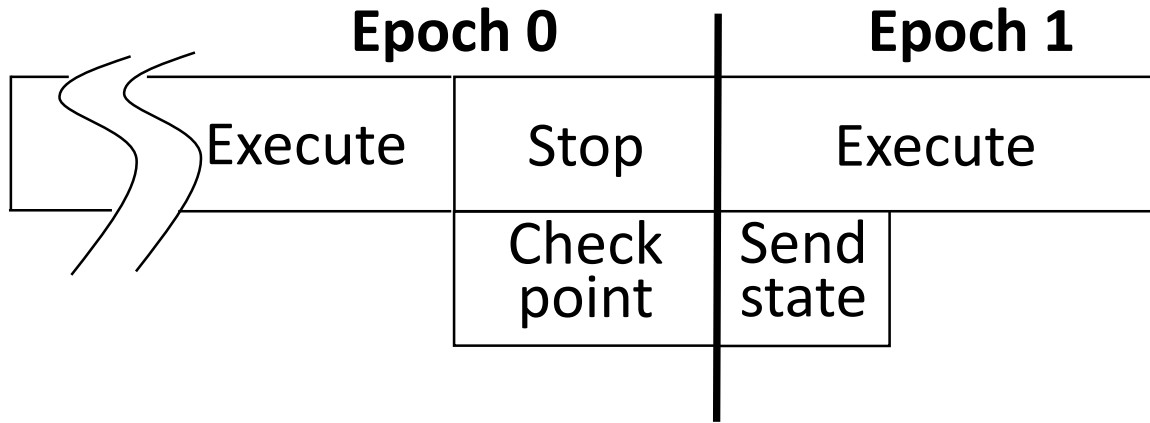 Epoch 0
Epoch 1
Execute
Stop
Execute
Check
point
Send
state